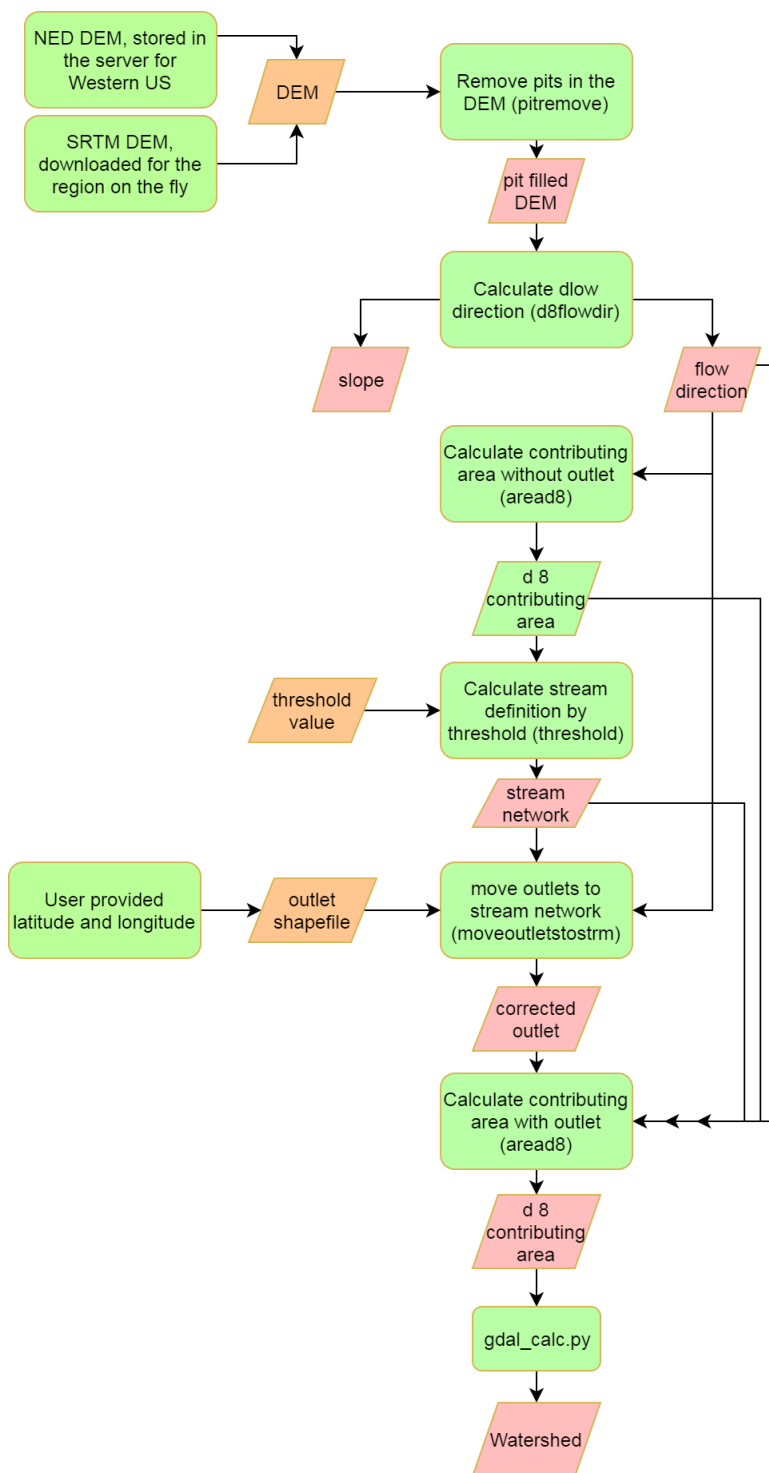 NED DEM, stored in
the server for
Western US
DEM
Remove pits in the
DEM (pitremove)
SRTM DEM,
downloaded for the
region on the fly
pit filled
DEM
Calculate dlow
direction (d8flowdir)
slope
flow
direction
Calculate contributing
area without outlet
(aread8)
d 8
contributing
area
threshold
value
Calculate stream
definition by
threshold (threshold)
stream
network
User provided
latitude and longitude
outlet
shapefile
move outlets to
stream network
(moveoutletstostrm)
corrected
outlet
Calculate contributing
area with outlet
(aread8)
d 8
contributing
area
gdal_calc.py
Watershed